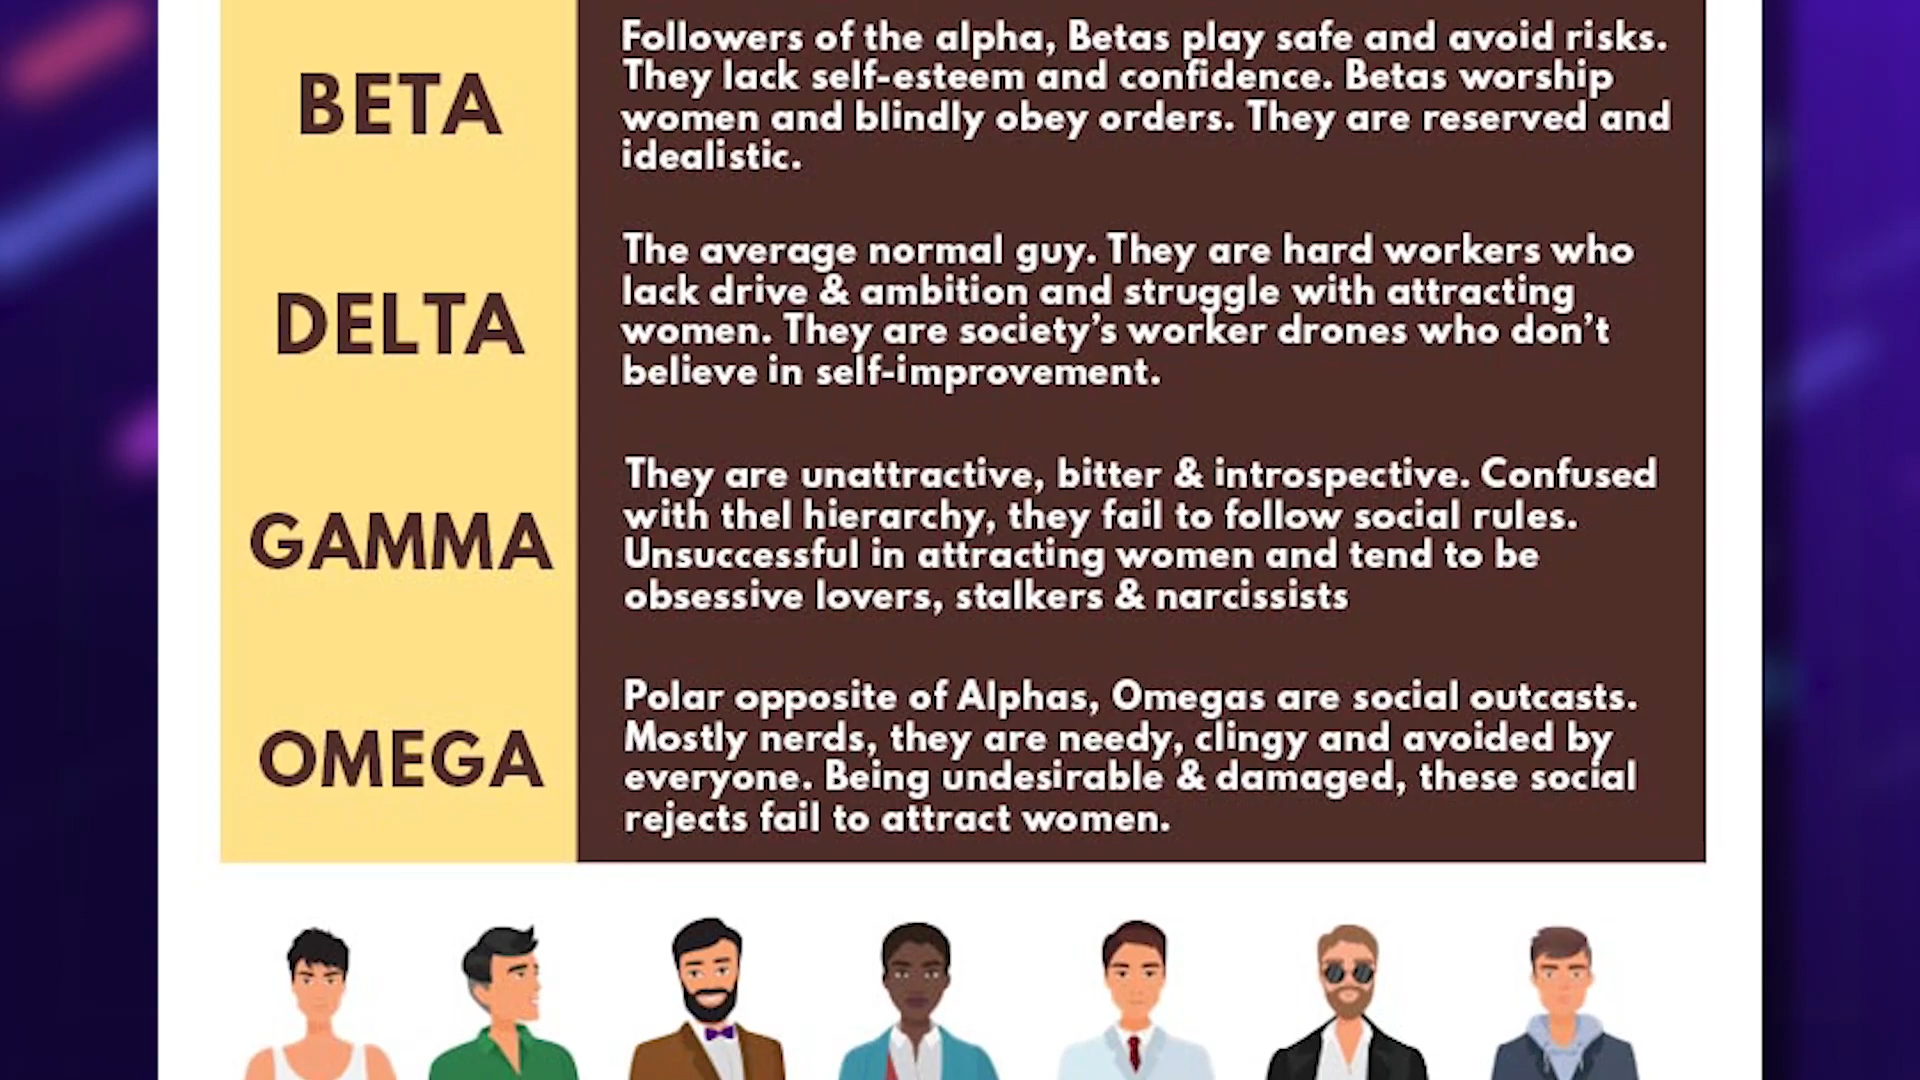 BETA
Followers of the alpha, Betas play safe and avoid risks.
They lack self-esteem and confidence. Betas worship
women and blindly obey orders. They are reserved and
idealistic.
DELTA
The average normal guy. They are hard workers who
lack drive & ambition and struggle with attracting
women. They are society's worker drones who don't
believe in self-improvement.
GAMMA
They are unattractive, bitter & introspective. Confused
with thel hierarchy, they fail to follow social rules.
Unsuccessful in attracting women and tend to be
obsessive lovers, stalkers & narcissists
OMEGA
Polar opposite of Alphas, Omegas are social outcasts.
Mostly nerds, they are needy, clingy and avoided by
everyone. Being undesirable & damaged, these social
rejects fail to attract women.